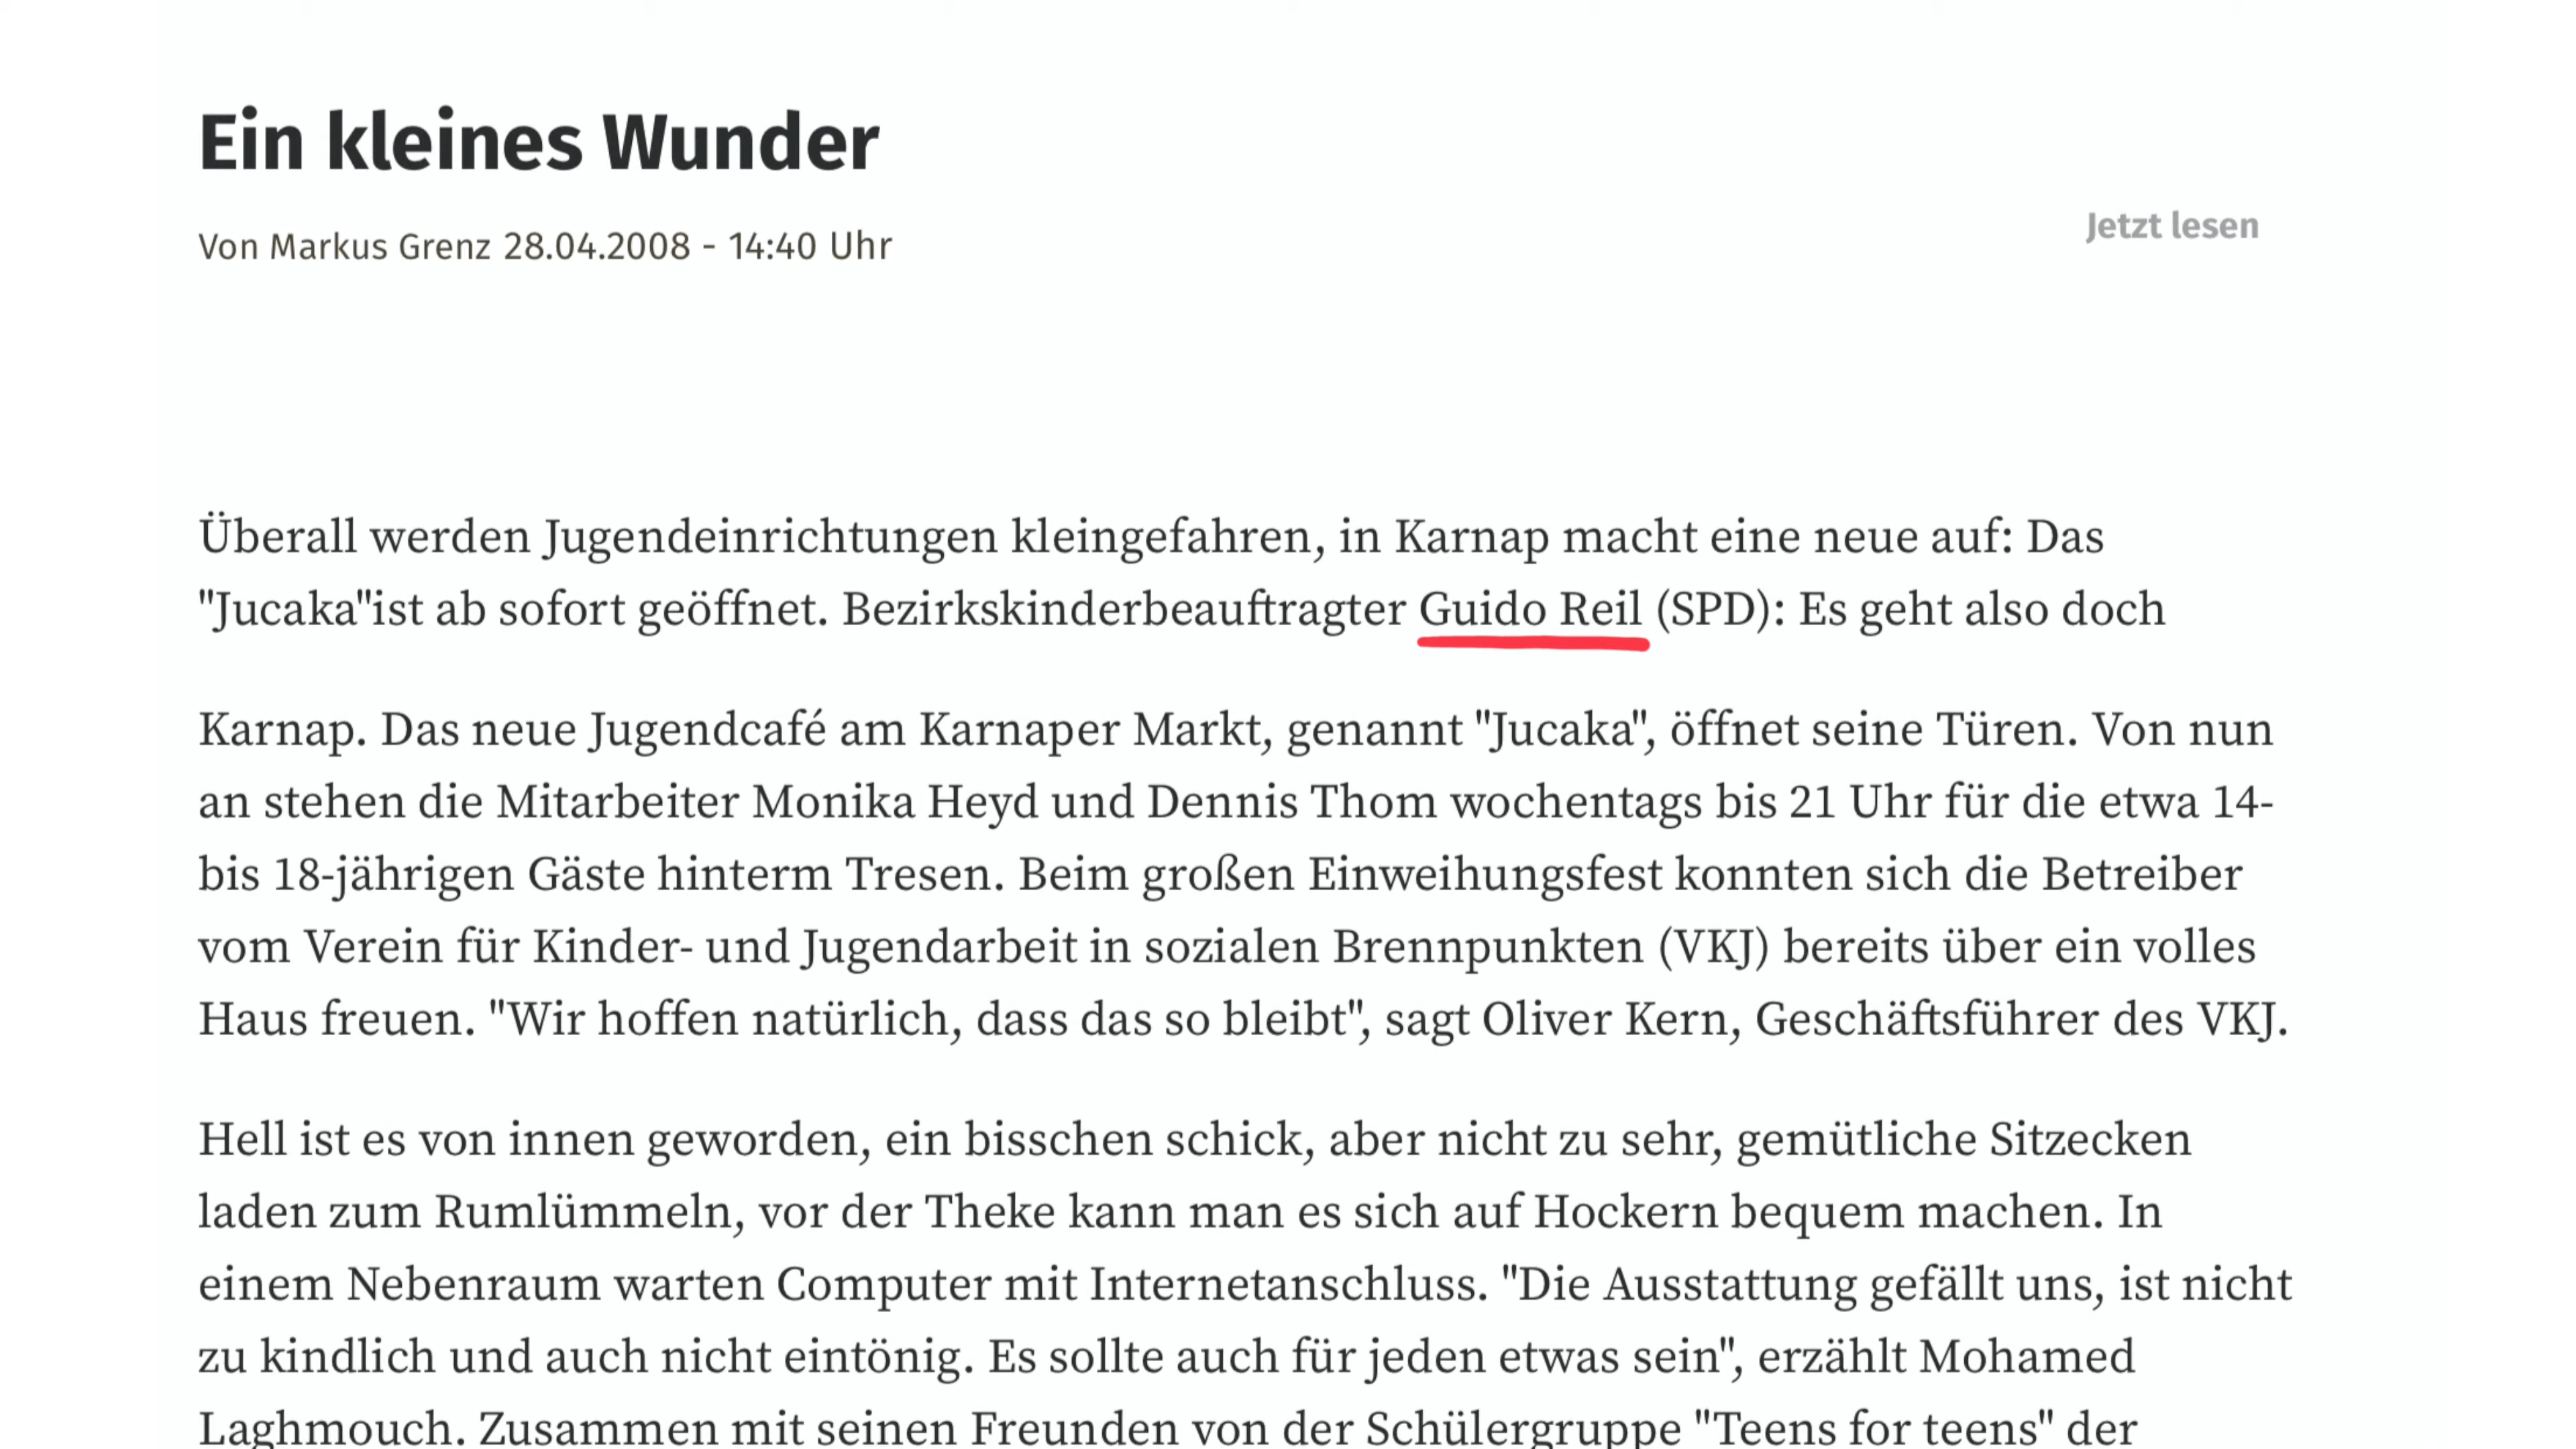 Ein kleines Wunder
Von Markus Grenz 28.04.2008 - 14:40 Uhr
Jetzt lesen
Überall werden Jugendeinrichtungen kleingefahren, in Karnap macht eine neue auf: Das
"Jucaka"ist ab sofort geöffnet. Bezirkskinderbeauftragter Guido Reil (SPD): Es geht also doch
Karnap. Das neue Jugendcafé am Karnaper Markt, genannt "Jucaka", öffnet seine Türen. Von nun
an stehen die Mitarbeiter Monika Heyd und Dennis Thom wochentags bis 21 Uhr für die etwa 14-
bis 18-jährigen Gäste hinterm Tresen. Beim großen Einweihungsfest konnten sich die Betreiber
vom Verein für Kinder- und Jugendarbeit in sozialen Brennpunkten (VKJ) bereits über ein volles
Haus freuen. "Wir hoffen natürlich, dass das so bleibt", sagt Oliver Kern, Geschäftsführer des VKJ.
Hell ist es von innen geworden, ein bisschen schick, aber nicht zu sehr, gemütliche Sitzecken
laden zum Rumlümmeln, vor der Theke kann man es sich auf Hockern bequem machen. In
einem Nebenraum warten Computer mit Internetanschluss. "Die Ausstattung gefällt uns, ist nicht
zu kindlich und auch nicht eintönig. Es sollte auch für jeden etwas sein", erzählt Mohamed
Laghmouch. Zusammen mit seinen Freunden von der Schülergruppe "Teens for teens" der